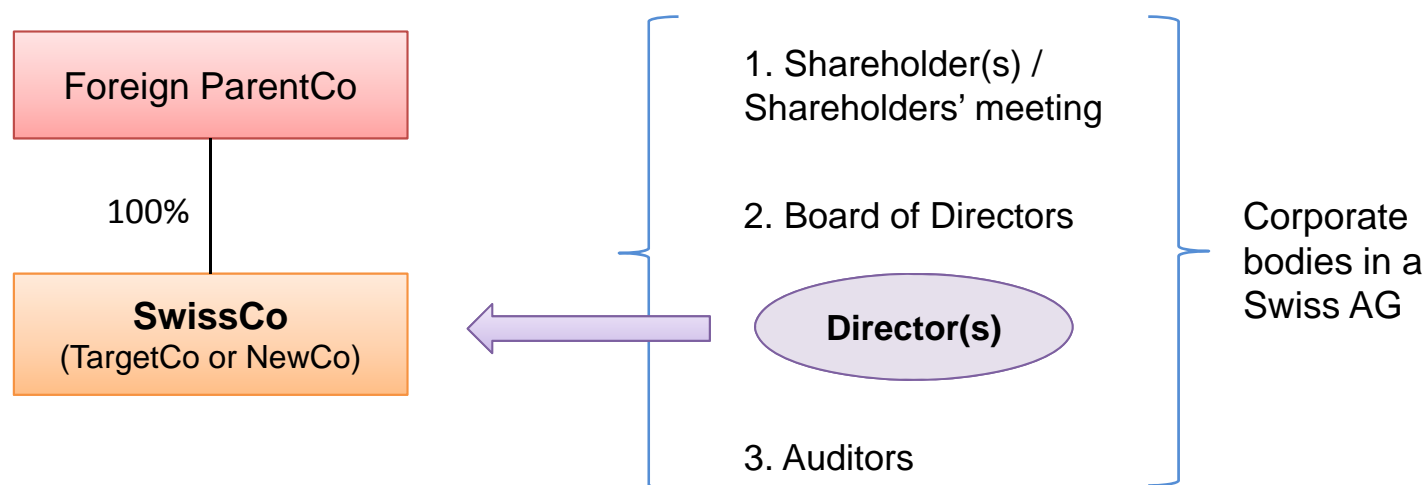 Foreign ParentCo
100%
SwissCo
(TargetCo or NewCo)
1. Shareholder(s) /
Shareholders’ meeting
2. Board of Directors
Director(s)
3. Auditors
Corporate
bodies in a
Swiss AG